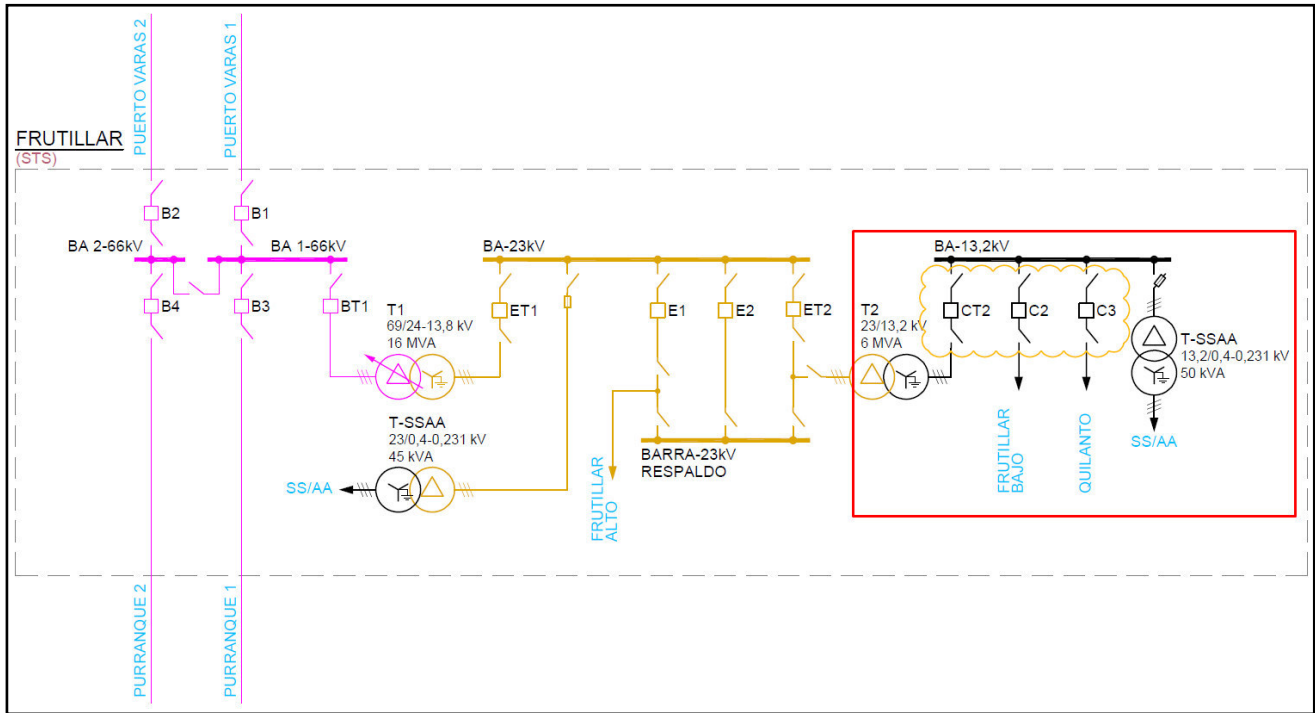 PUERTO VARAS 2
PUERTO VARAS 1
FRUTILLAR
(STS)
B2
B1
BA 2-66kV
BA 1-66kV
B4
B3
BT1
T1
69/24-13,8 kV
16 MVA
BA-23kV
ET1
E1
E2
ET2
T-SSAA
23/0,4-0,231 kV
45 kVA
SS/AA
FRUTILLAR
ALTO
BARRA-23kV
RESPALDO
T2
23/13,2 kV
6 MVA
BA-13,2kV
CT2
C2
C3
T-SSAA
13,2/0,4-0,231 kV
50 kVA
FRUTILLAR
BAJO
QUILANTO
SS/AA
PURRANQUE 2
PURRANQUE 1